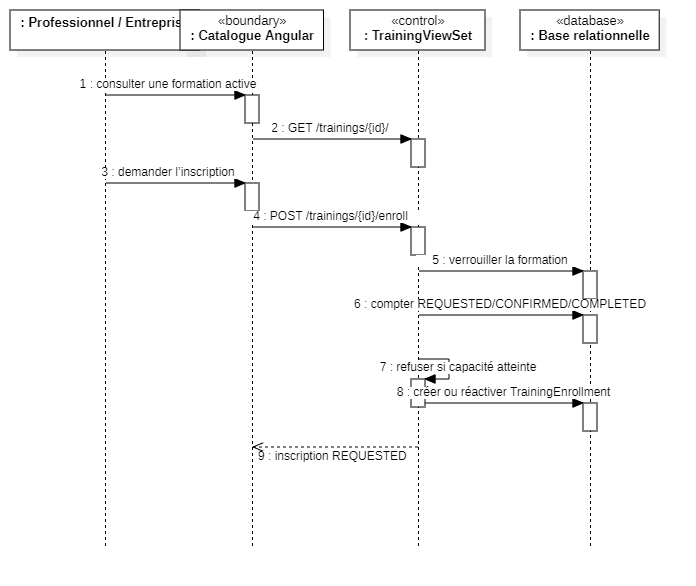 : Professionnel / Entrepris
«boundary»
: Catalogue Angular
«control»
: TrainingViewSet
«database»
: Base relationnelle
1 : consulter une formation active
2 : GET /trainings/{id}/
3 : demander l'inscription
4 : POST /trainings/{id}/enroll
5 : verrouiller la formation
6 : compter REQUESTED/CONFIRMED/COMPLETED
7 : refuser si capacité atteinte
8 : créer ou réactiver TrainingEnrollment
9 : inscription REQUESTED